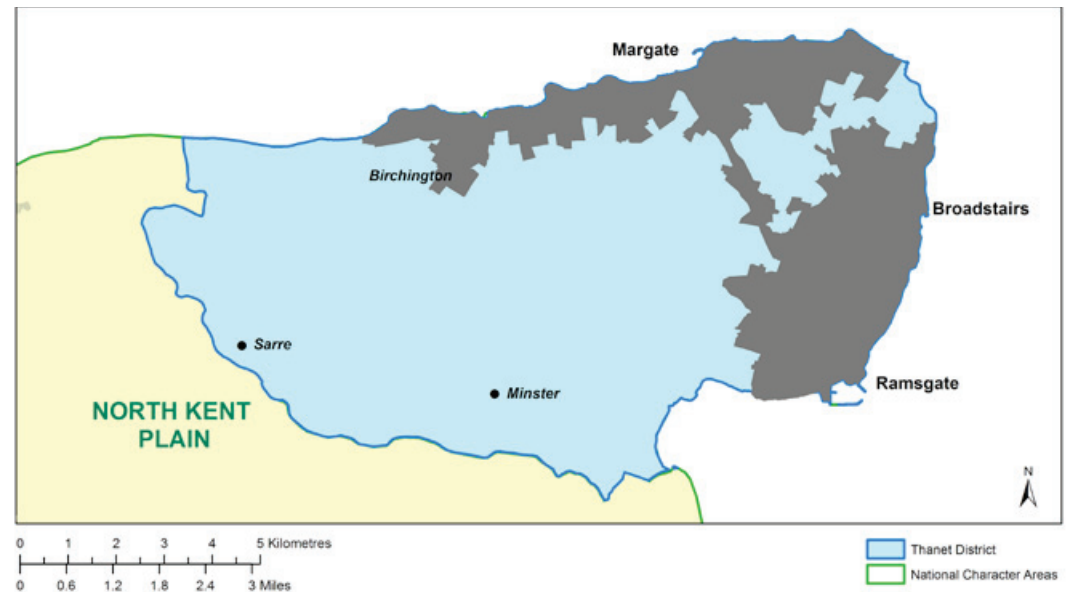 Margate
Birchington
Broadstairs
Sarre
Minster
Ramsgate
NORTH KENT
PLAIN
N
0 1 2 3 4 5 Kilometres
0 0.6 1.2 1.8 2.4 3 Miles
Thanet District
National Character Areas